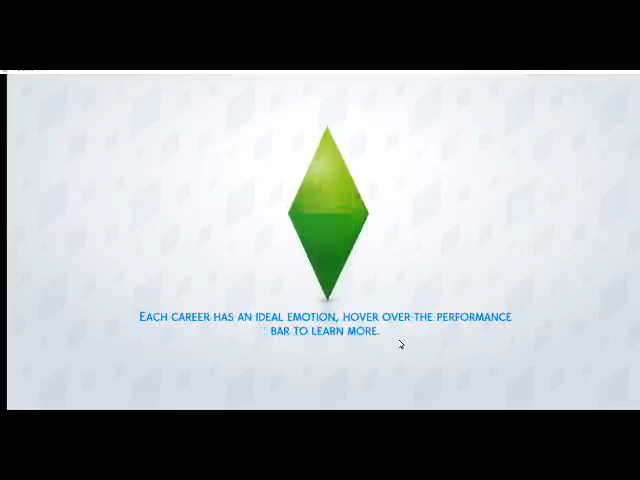 EACH CAREER HAS AN IDEAL EMOTION, HOVER OVER THE PERFORMANCE
BAR TO LEARN MORE.